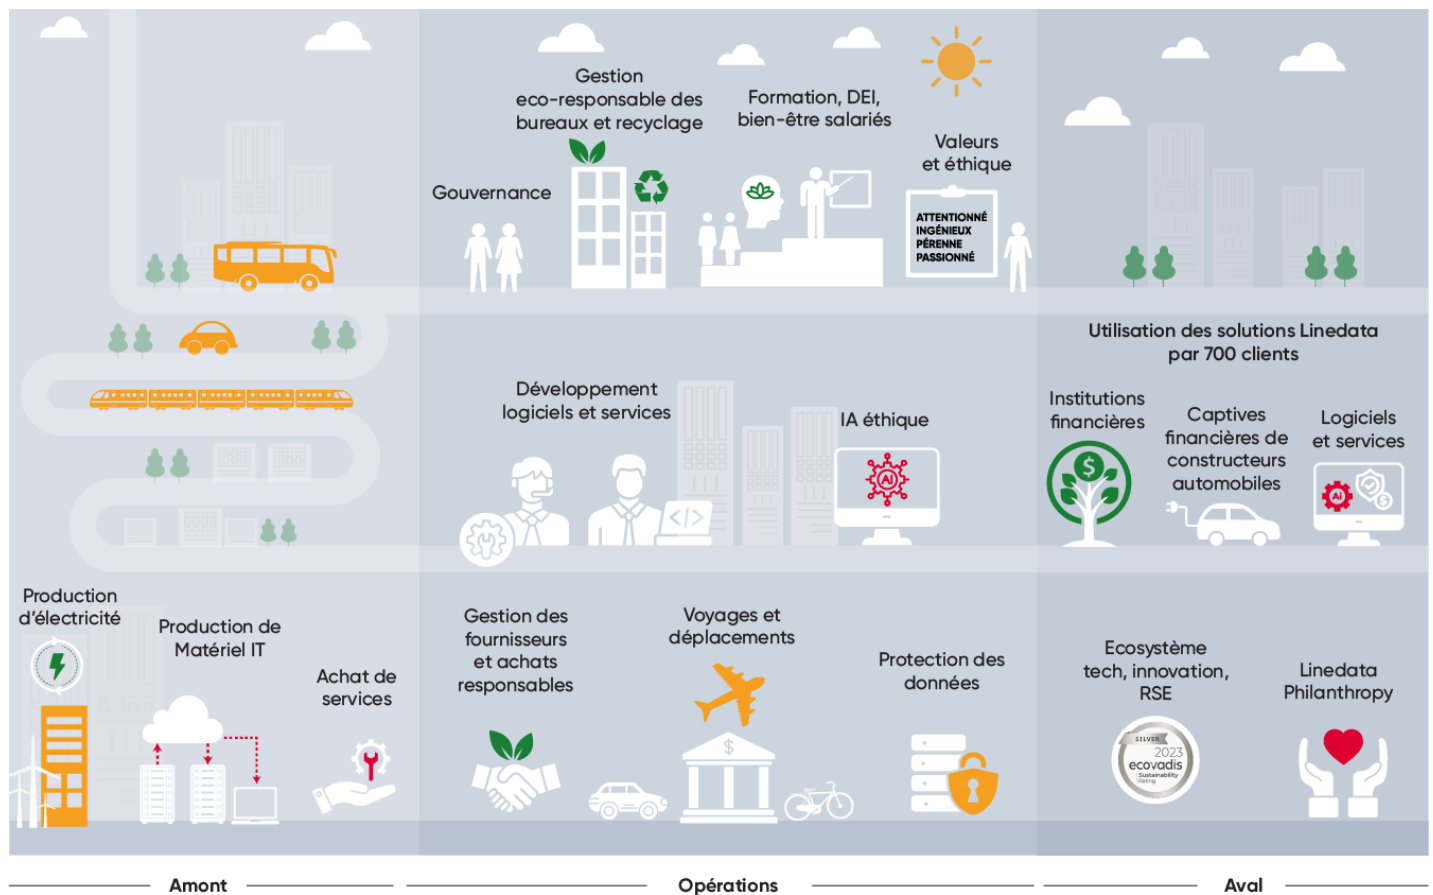 Gestion
eco-responsable des
bureaux et recyclage
Formation, DEI,
bien-être salariés
Valeurs
et éthique
Gouvernance
ATTENTIONNÉ
INGÉNIEUX
PÉRENNE
PASSIONNÉ
Utilisation des solutions Linedata
par 700 clients
Développement
logiciels et services
IA éthique
AI
</>
Institutions
financières
$
Captives
financières de
constructeurs
automobiles
Logiciels
et services
Ai
$
Production
d'électricité
Production de
Matériel IT
Achat de
services
Gestion des
fournisseurs
et achats
responsables
Voyages et
déplacements
$
Protection des
données
Ecosystème
tech, innovation,
RSE
SILVER
2023
ecovadis
Sustainability
Rating
Linedata
Philanthropy
Amont
Opérations
Aval